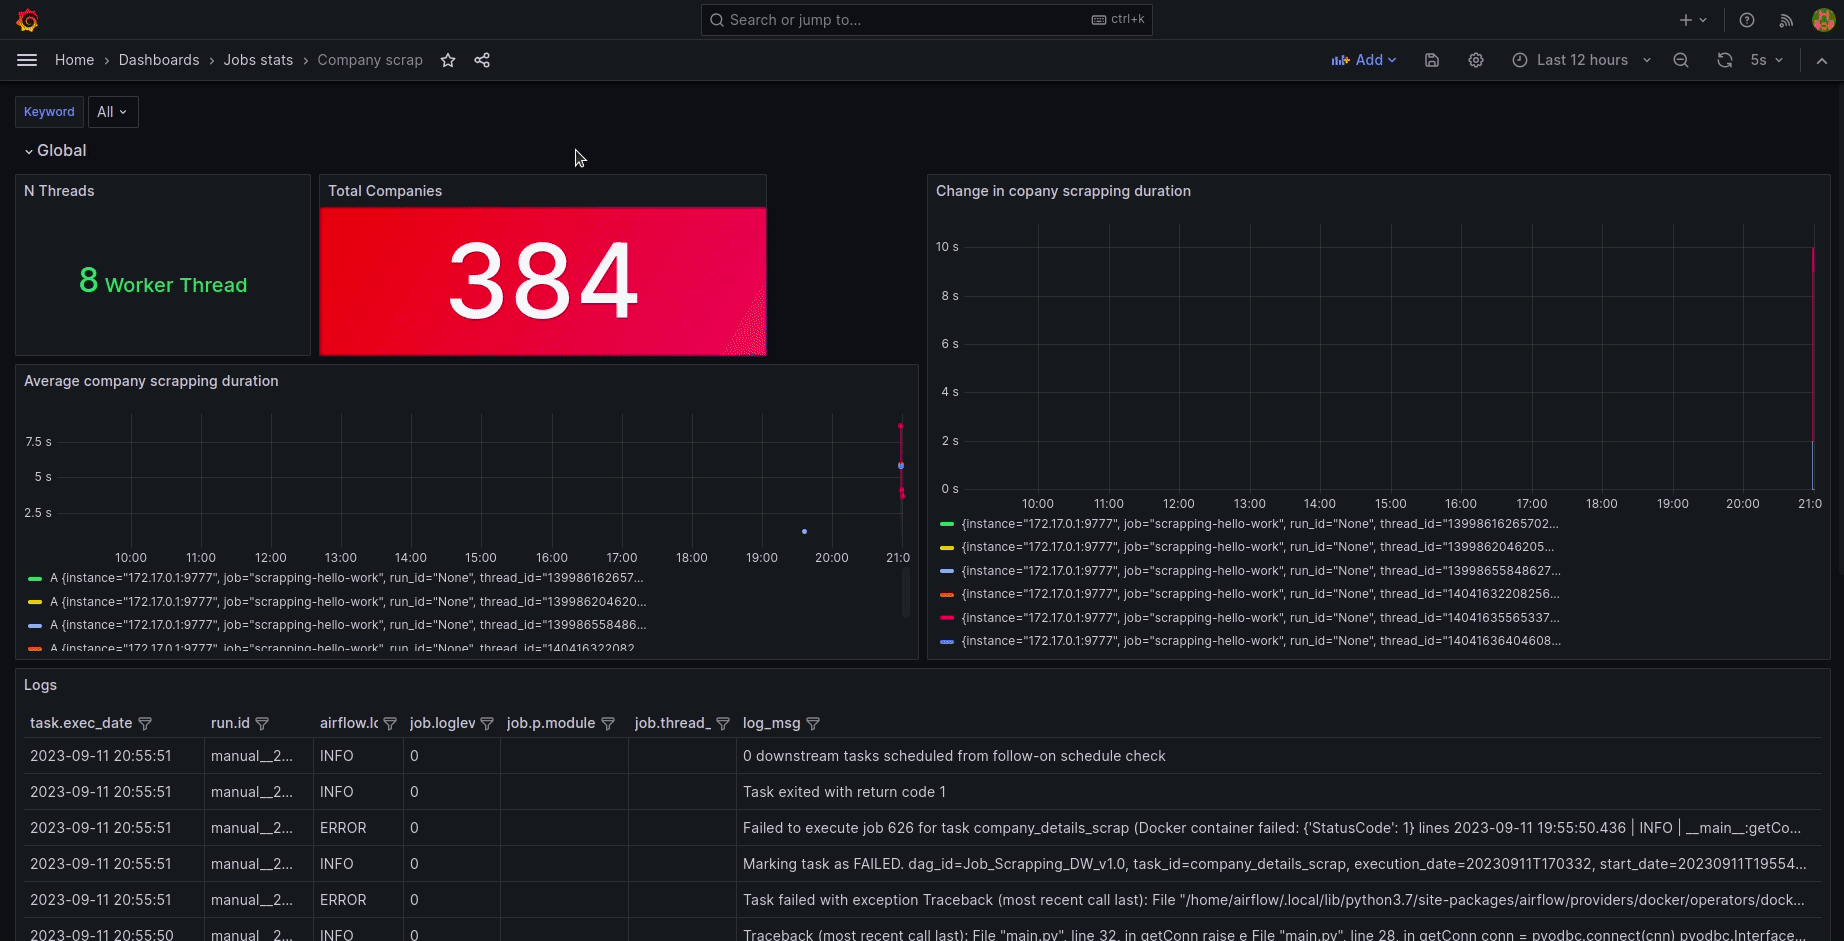 Search or jump to...
ctrl+k
Home › Dashboards › Jobs stats › Company scrap
Add
Last 12 hours
5s
Keyword
All
Global
N Threads
8 Worker Thread
Total Companies
384
Change in copany scrapping duration
10 s
8 s
6 s
4 s
2 s
0 s
10:00 11:00 12:00 13:00 14:00 15:00 16:00 17:00 18:00 19:00 20:00 21:0
{instance="172.17.0.1:9777", job="scrapping-hello-work", run_id="None", thread_id="13998616265702...
{instance="172.17.0.1:9777", job="scrapping-hello-work", run_id="None", thread_id="1399862046205...
{instance="172.17.0.1:9777", job="scrapping-hello-work", run_id="None", thread_id="13998655848627...
{instance="172.17.0.1:9777", job="scrapping-hello-work", run_id="None", thread_id="14041632208256...
{instance="172.17.0.1:9777", job="scrapping-hello-work", run_id="None", thread_id="14041635565337...
{instance="172.17.0.1:9777", job="scrapping-hello-work", run_id="None", thread_id="14041636404608...
Average company scrapping duration
7.5 s
5 s
2.5 s
10:00 11:00 12:00 13:00 14:00 15:00 16:00 17:00 18:00 19:00 20:00 21:0
A {instance="172.17.0.1:9777", job="scrapping-hello-work", run_id="None", thread_id="139986162657...
A {instance="172.17.0.1:9777", job="scrapping-hello-work", run_id="None", thread_id="139986204620...
A {instance="172.17.0.1:9777", job="scrapping-hello-work", run_id="None", thread_id="139986558486...
A {instance="172.17.0.1:9777", job="scrapping-hello-work", run_id="None", thread_id="140416322082
Logs
task.exec_date run.id airflow.lc job.loglev job.p.module job.thread_ log_msg
2023-09-11 20:55:51 manual__2... INFO 0 0 downstream tasks scheduled from follow-on schedule check
2023-09-11 20:55:51 manual__2... INFO 0 Task exited with return code 1
2023-09-11 20:55:51 manual__2... ERROR 0 Failed to execute job 626 for task company_details_scrap (Docker container failed: {'StatusCode': 1} lines 2023-09-11 19:55:50.436 | INFO | __main__:getCo...
2023-09-11 20:55:51 manual__2... INFO 0 Marking task as FAILED. dag_id=Job_Scrapping_DW_v1.0, task_id=company_details_scrap, execution_date=20230911T170332, start_date=20230911T19554...
2023-09-11 20:55:51 manual__2... ERROR 0 Task failed with exception Traceback (most recent call last): File "/home/airflow/.local/lib/python3.7/site-packages/airflow/providers/docker/operators/dock...
2023-09-11 20:55:50 manual__2... INFO 0 Traceback (most recent call last): File "main.py", line 32, in getConn raise e File "main.py", line 28, in getConn conn = pyodbc.connect(cnn) pyodbc.Interface...